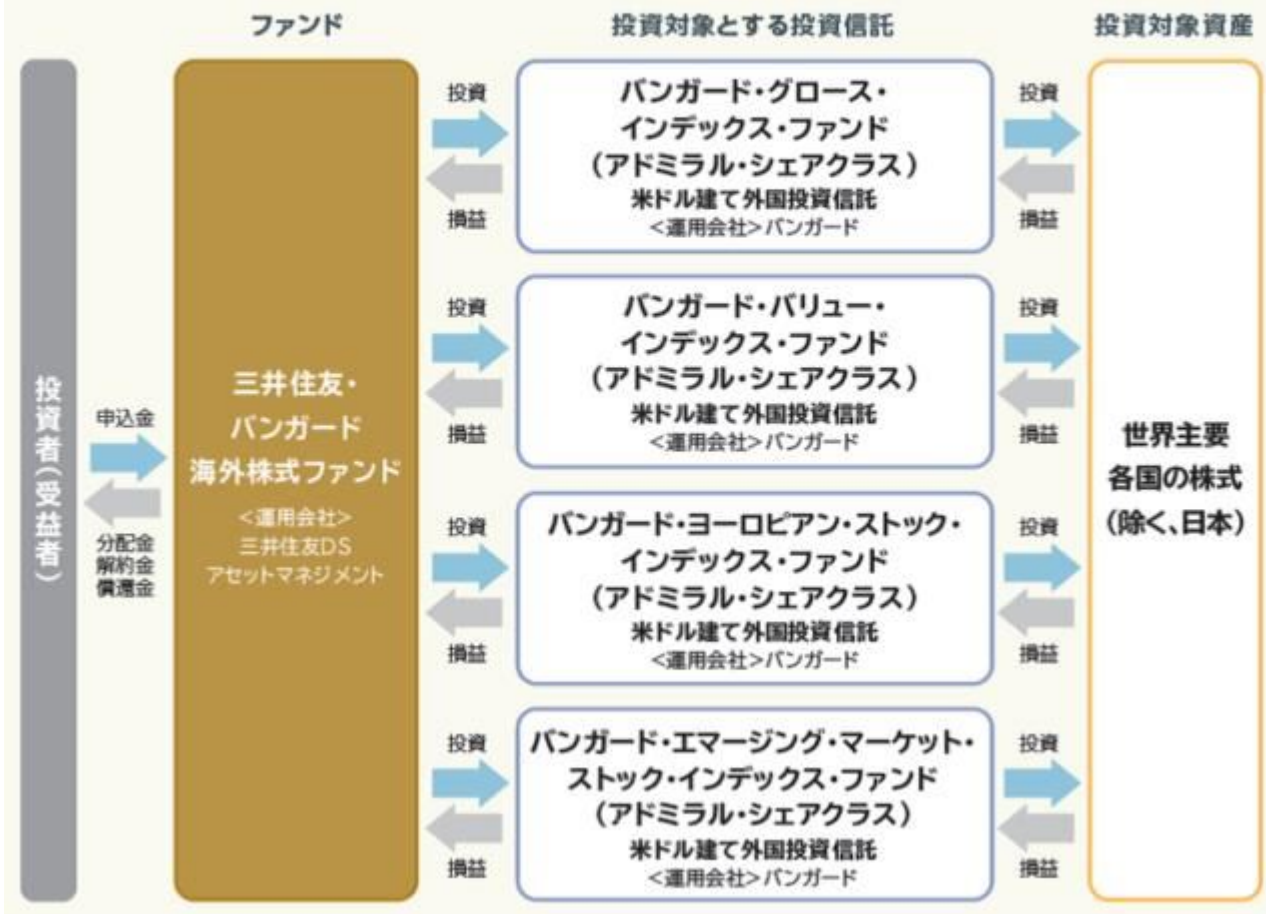 ファンド
投資対象とする投資信託
投資対象資産
投資者(受益者)
申込金
分配金
解約金
償還金
三井住友・
バンガード
海外株式ファンド
<運用会社>
三井住友DS
アセットマネジメント
投資
損益
バンガード・グロース・
インデックス・ファンド
(アドミラル・シェアクラス)
米ドル建て外国投資信託
<運用会社>バンガード
投資
損益
投資
損益
バンガード・バリュー・
インデックス・ファンド
(アドミラル・シェアクラス)
米ドル建て外国投資信託
<運用会社>バンガード
投資
損益
投資
損益
バンガード・ヨーロピアン・ストック・
インデックス・ファンド
(アドミラル・シェアクラス)
米ドル建て外国投資信託
<運用会社>バンガード
投資
損益
投資
損益
バンガード・エマージング・マーケット・
ストック・インデックス・ファンド
(アドミラル・シェアクラス)
米ドル建て外国投資信託
<運用会社>バンガード
投資
損益
世界主要
各国の株式
(除く、日本)